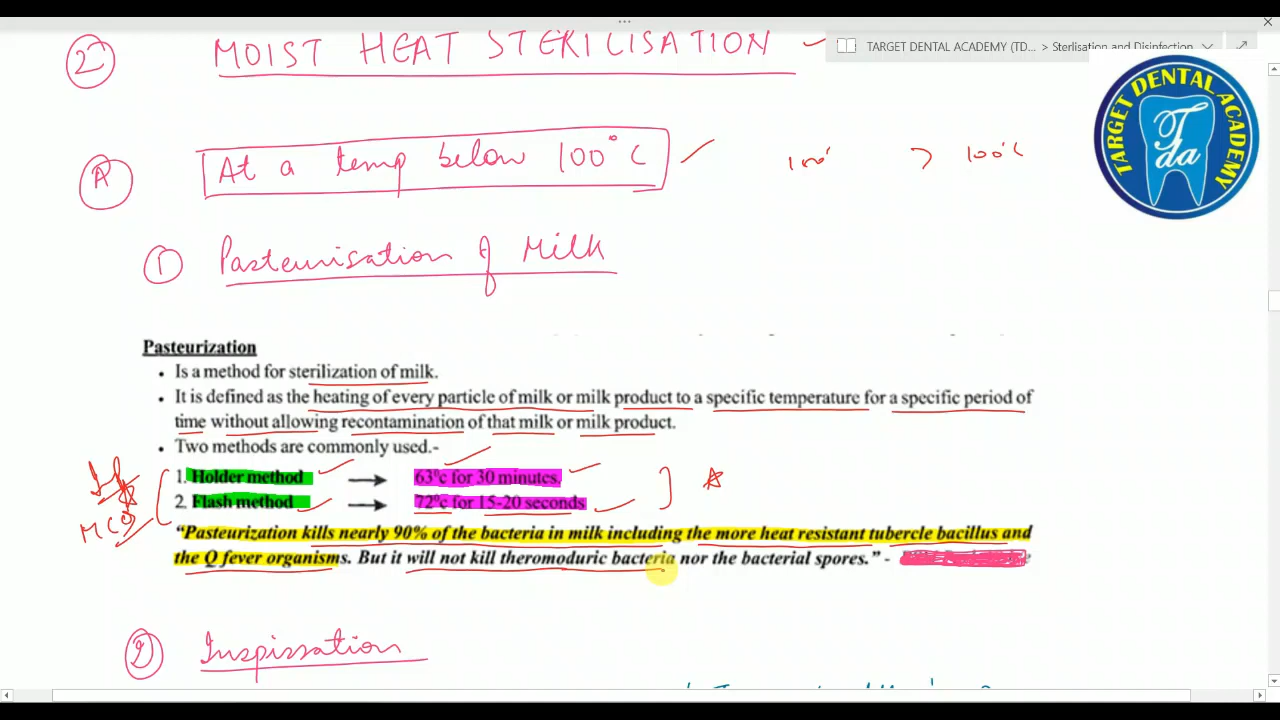 ②
MOIST HEAT STERILISATION
TARGET DENTAL ACADEMY (TD... > Sterlisation and Disinfection
TARGET DENTAL ACADEMY
Tda
A
At a temp below 100°C
100°
> 100°C
① Pasteurisation of Milk
Pasteurization
• Is a method for sterilization of milk.
• It is defined as the heating of every particle of milk or milk product to a specific temperature for a specific period of
time without allowing recontamination of that milk or milk product.
• Two methods are commonly used.-
1. Holder method → 63°c for 30 minutes.
2. Flash method → 72°c for 15-20 seconds
MCQ
"Pasteurization kills nearly 90% of the bacteria in milk including the more heat resistant tubercle bacillus and
the Q fever organisms. But it will not kill theromoduric bacteria nor the bacterial spores." -
② Inspissation